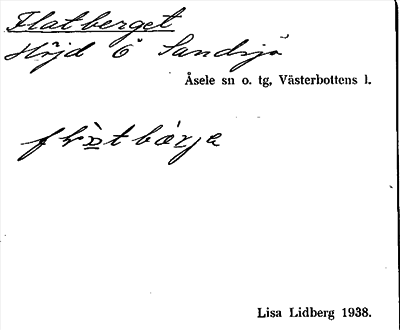 Flatberget
Höjd Ö Sandsjö
Åsele sn o. tg, Västerbottens l.
Lisa Lidberg 1938.